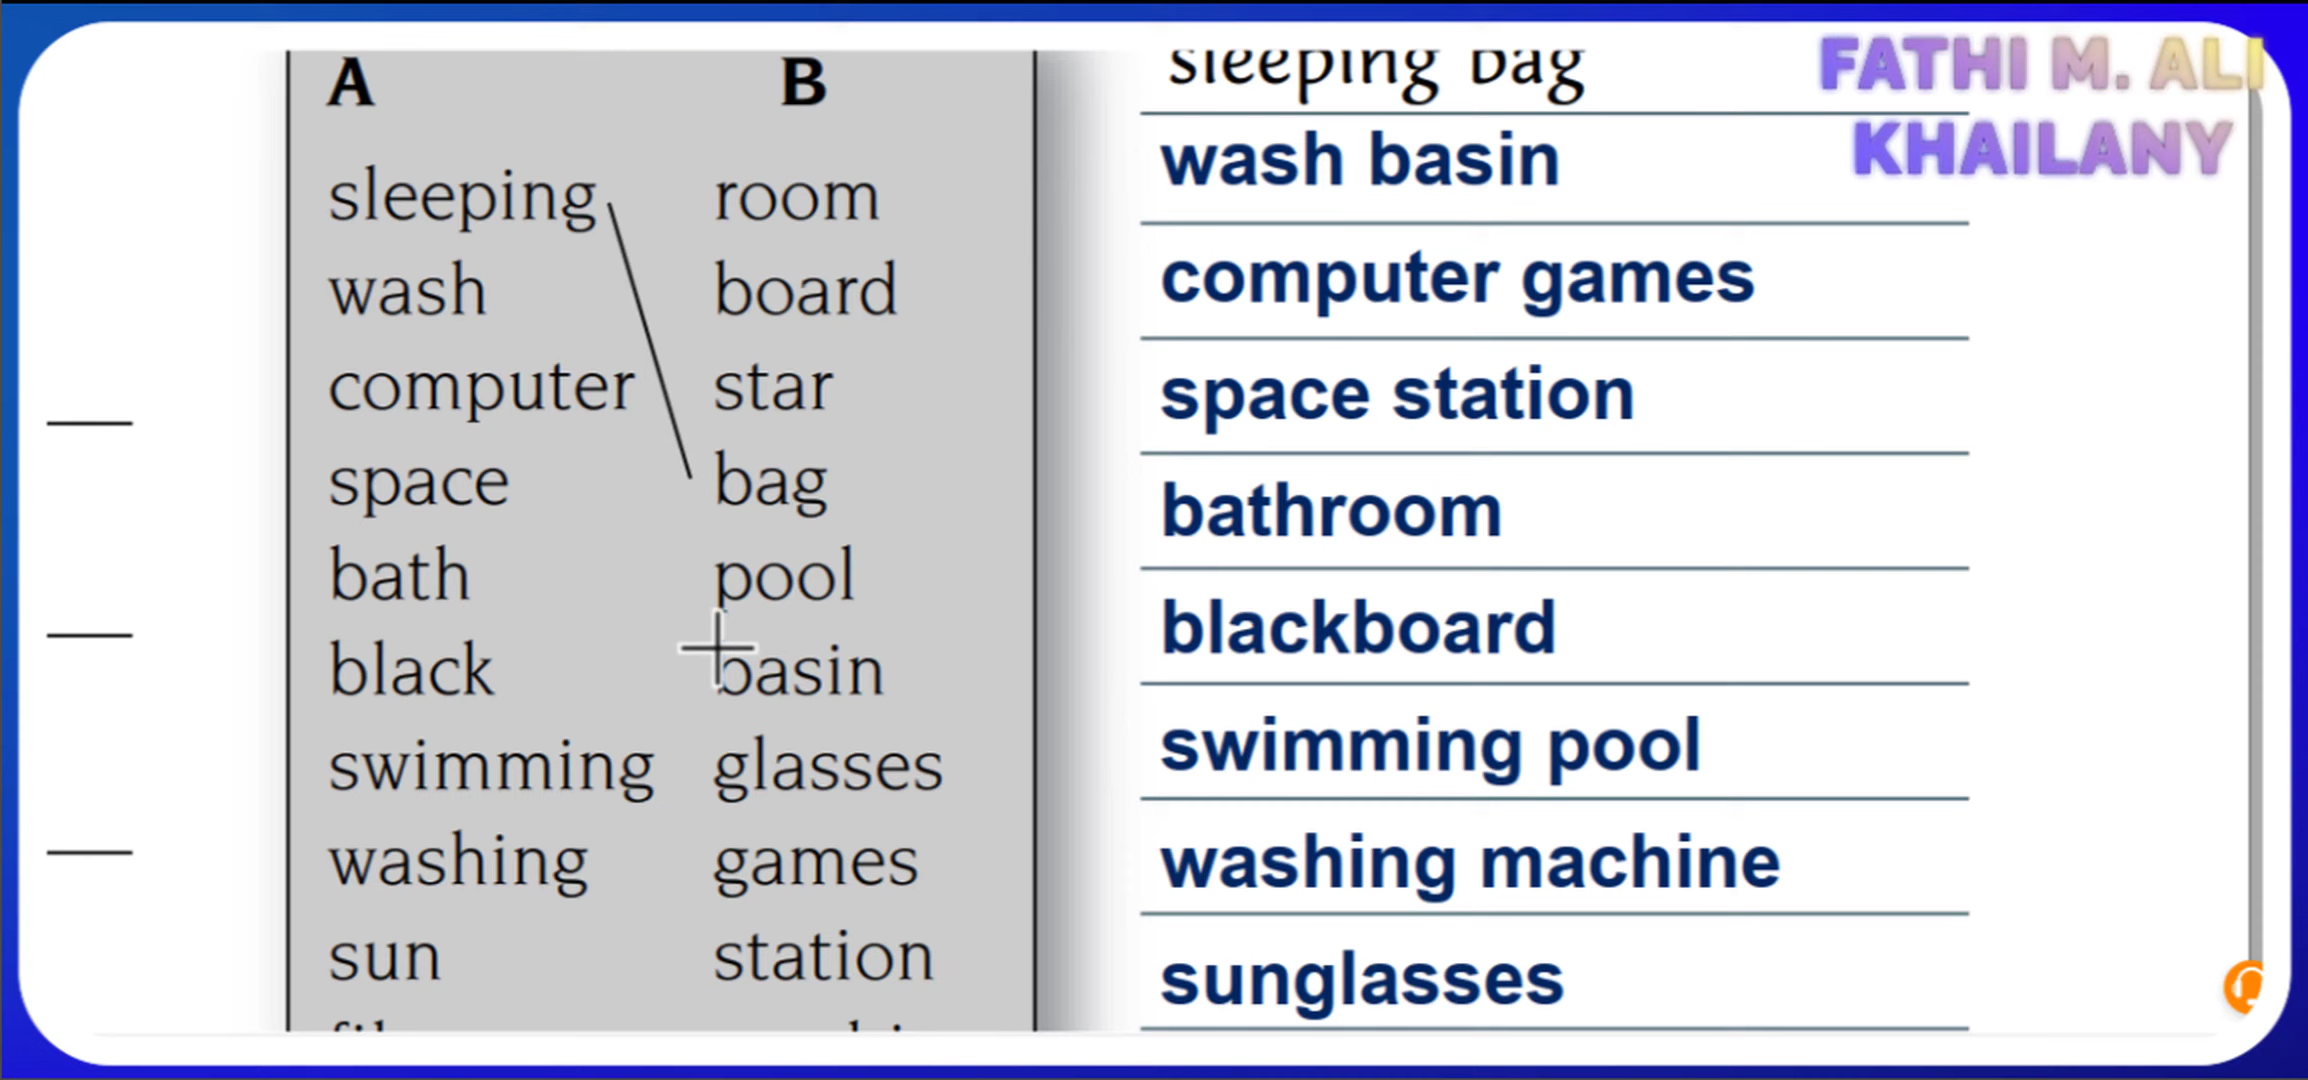 A B
sleeping room
wash board
computer star
space bag
bath pool
black basin
swimming glasses
washing games
sun station
sleeping bag
wash basin
computer games
space station
bathroom
blackboard
swimming pool
washing machine
sunglasses
FATHI M. ALI
KHAILANY